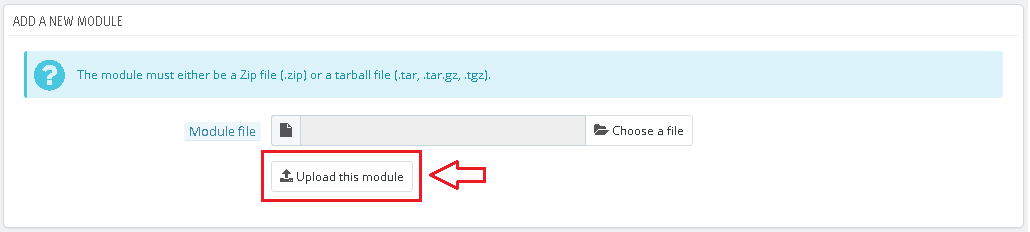 ADD A NEW MODULE
The module must either be a Zip file (.zip) or a tarball file (.tar, .tar.gz, .tgz).
Module file Choose a file
Upload this module